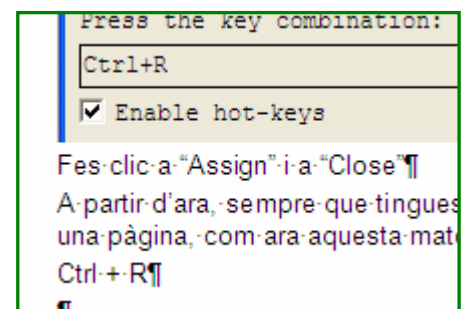 Press the key combination:
Ctrl+R
Enable hot-keys
Fes·clic·a·“Assign”·i·a·“Close”¶
A·partir·d’ara,·sempre·que·tingues
una·pàgina,·com·ara·aquesta·mat
Ctrl·+·R¶
¶